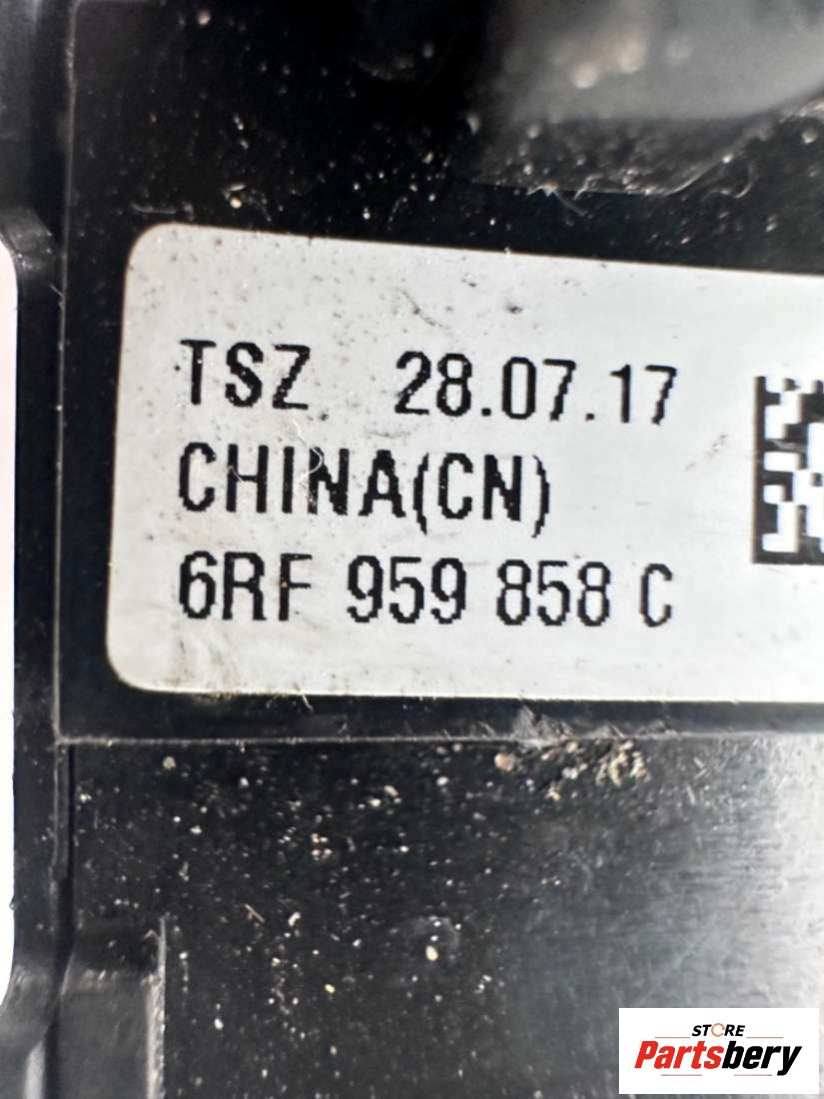 TSZ 28.07.17
CHINA(CN)
6RF 959 858 C
STORE
Partsbery